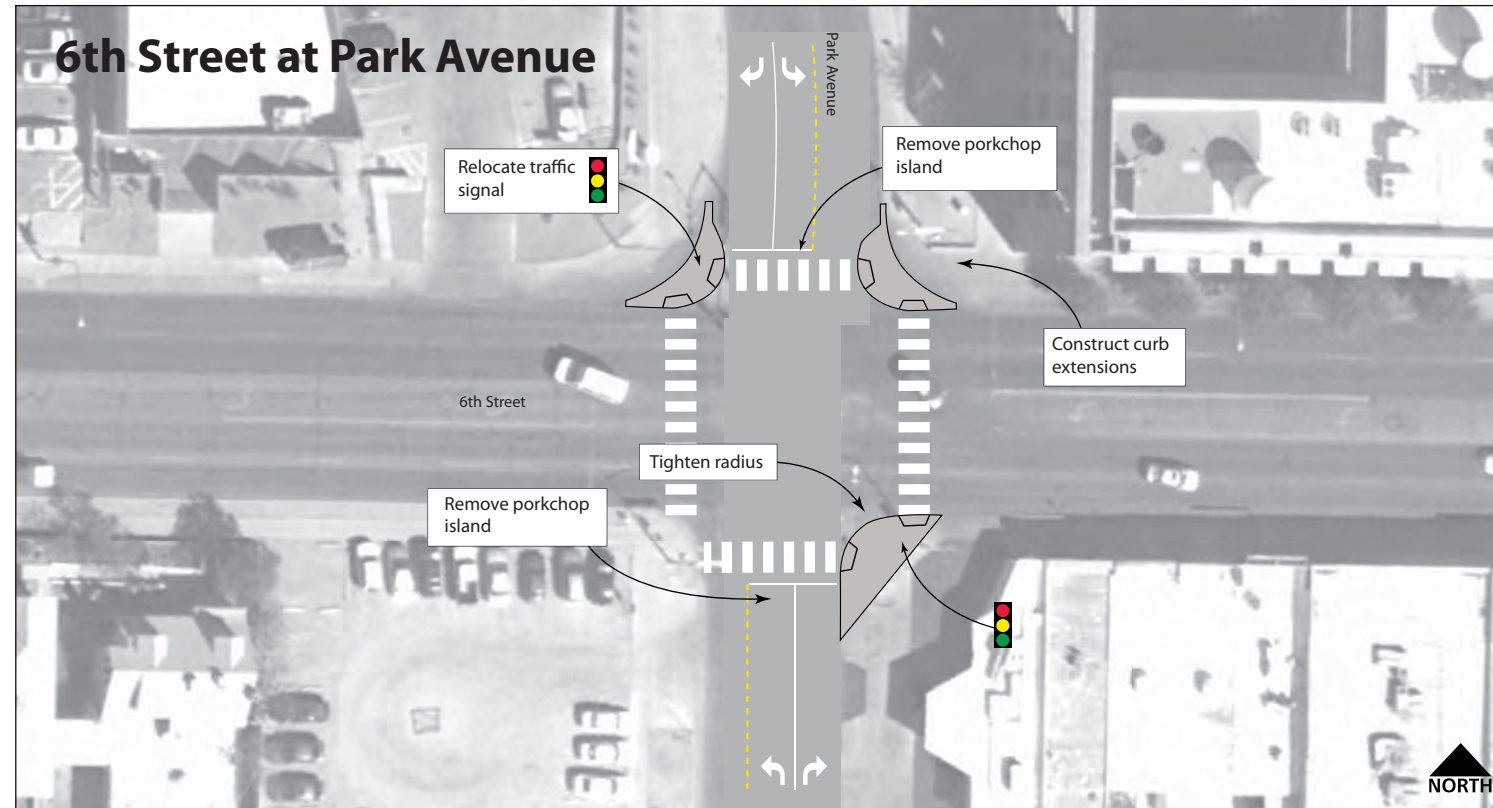 6th Street at Park Avenue
Park Avenue
Relocate traffic
signal
Remove porkchop
island
Construct curb
extensions
6th Street
Tighten radius
Remove porkchop
island
NORTH